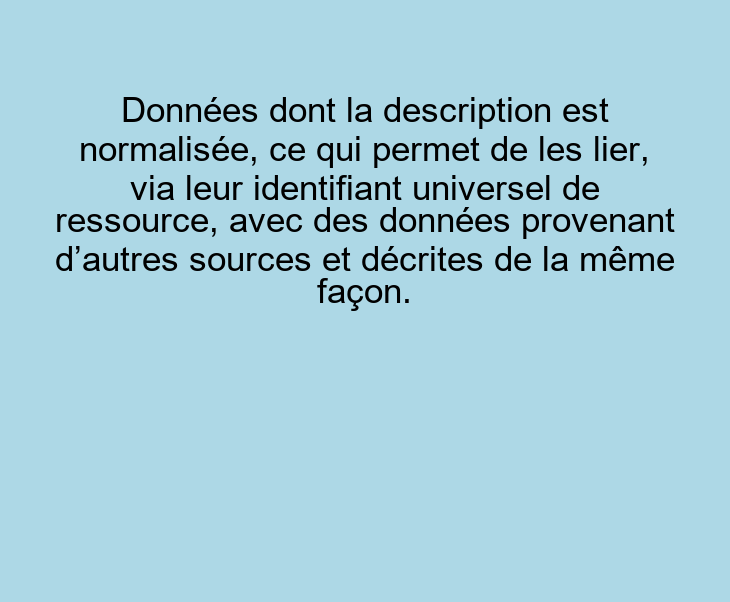 Données dont la description est
normalisée, ce qui permet de les lier,
via leur identifiant universel de
ressource, avec des données provenant
d’autres sources et décrites de la même
façon.